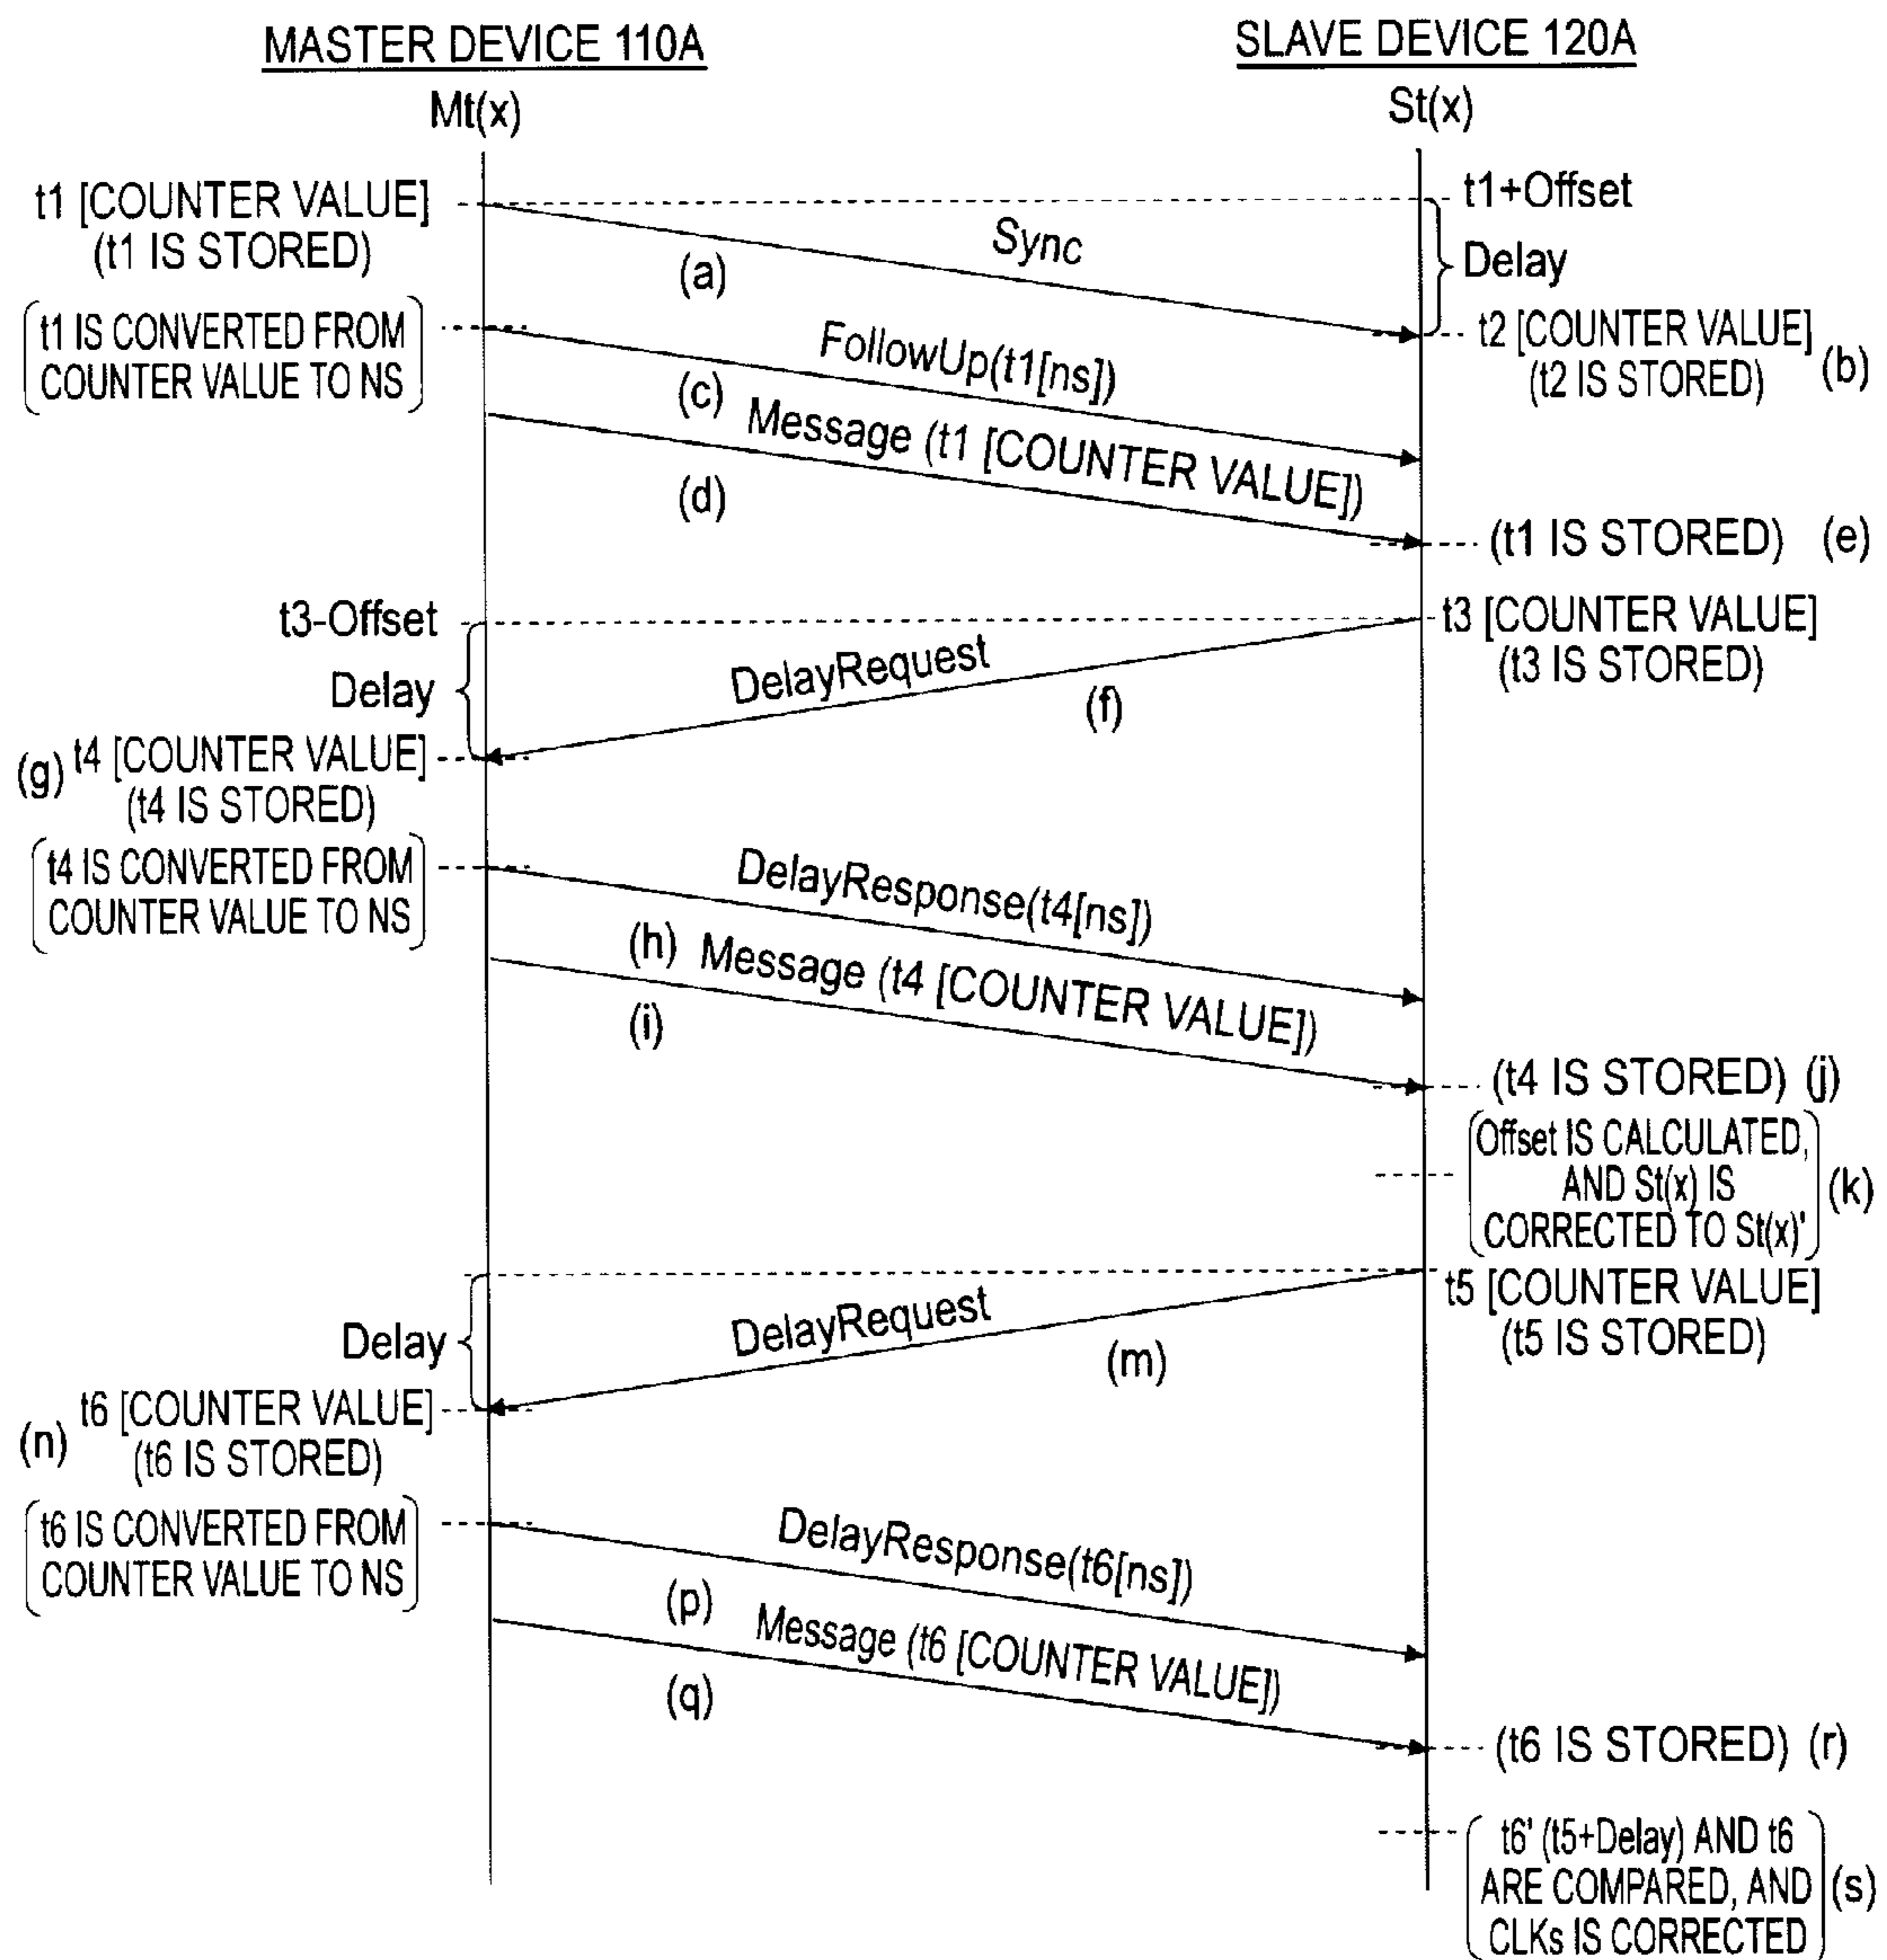 MASTER DEVICE 110A
SLAVE DEVICE 120A
Mt(x)
St(x)
t1 [COUNTER VALUE]
(t1 IS STORED)
t1+Offset
Sync
(a)
Delay
t1 IS CONVERTED FROM
COUNTER VALUE TO NS
t2 [COUNTER VALUE]
(t2 IS STORED)
(b)
FollowUp(t1[ns])
(c)
Message (t1 [COUNTER VALUE])
(d)
(t1 IS STORED)
(e)
t3-Offset
t3 [COUNTER VALUE]
(t3 IS STORED)
Delay
DelayRequest
(f)
(g)
t4 [COUNTER VALUE]
(t4 IS STORED)
t4 IS CONVERTED FROM
COUNTER VALUE TO NS
DelayResponse(t4[ns])
(h)
Message (t4 [COUNTER VALUE])
(i)
(t4 IS STORED)
(j)
Offset IS CALCULATED,
AND St(x) IS
CORRECTED TO St(x)'
(k)
t5 [COUNTER VALUE]
(t5 IS STORED)
Delay
DelayRequest
(m)
(n)
t6 [COUNTER VALUE]
(t6 IS STORED)
t6 IS CONVERTED FROM
COUNTER VALUE TO NS
DelayResponse(t6[ns])
(p)
Message (t6 [COUNTER VALUE])
(q)
(t6 IS STORED)
(r)
t6' (t5+Delay) AND t6
ARE COMPARED, AND
CLKs IS CORRECTED
(s)